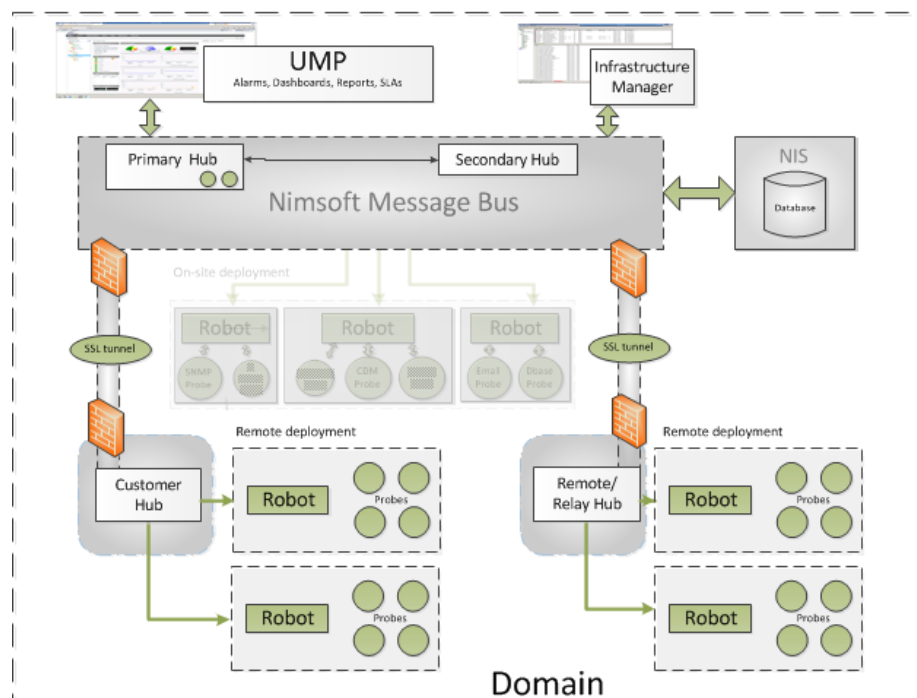 UMP
Alarms, Dashboards, Reports, SLAs
Infrastructure
Manager
Primary Hub
Secondary Hub
Nimsoft Message Bus
NIS
Database
On-site deployment
Robot
Robot
Robot
SNMP
Probe
CDM
Probe
Email
Probe
Dbase
Probe
SSL tunnel
SSL tunnel
Remote deployment
Remote deployment
Customer
Hub
Robot
Probes
Remote/
Relay Hub
Robot
Probes
Robot
Probes
Robot
Probes
Domain